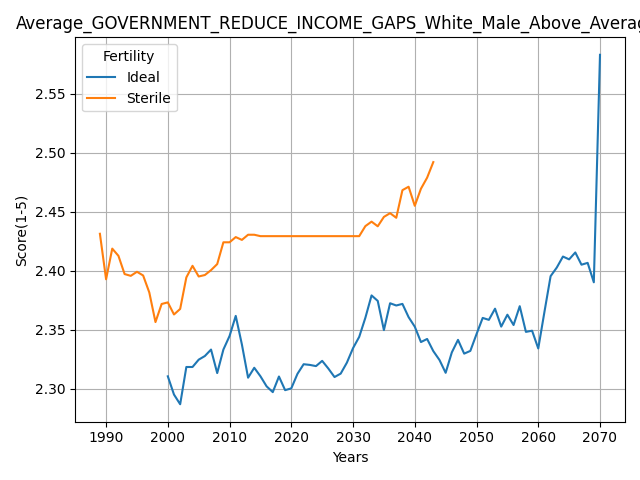 Average_GOVERNMENT_REDUCE_INCOME_GAPS_White_Male_Above_Averag
Fertility
Ideal
Sterile
Score(1-5)
2.55
2.50
2.45
2.40
2.35
2.30
1990 2000 2010 2020 2030 2040 2050 2060 2070
Years